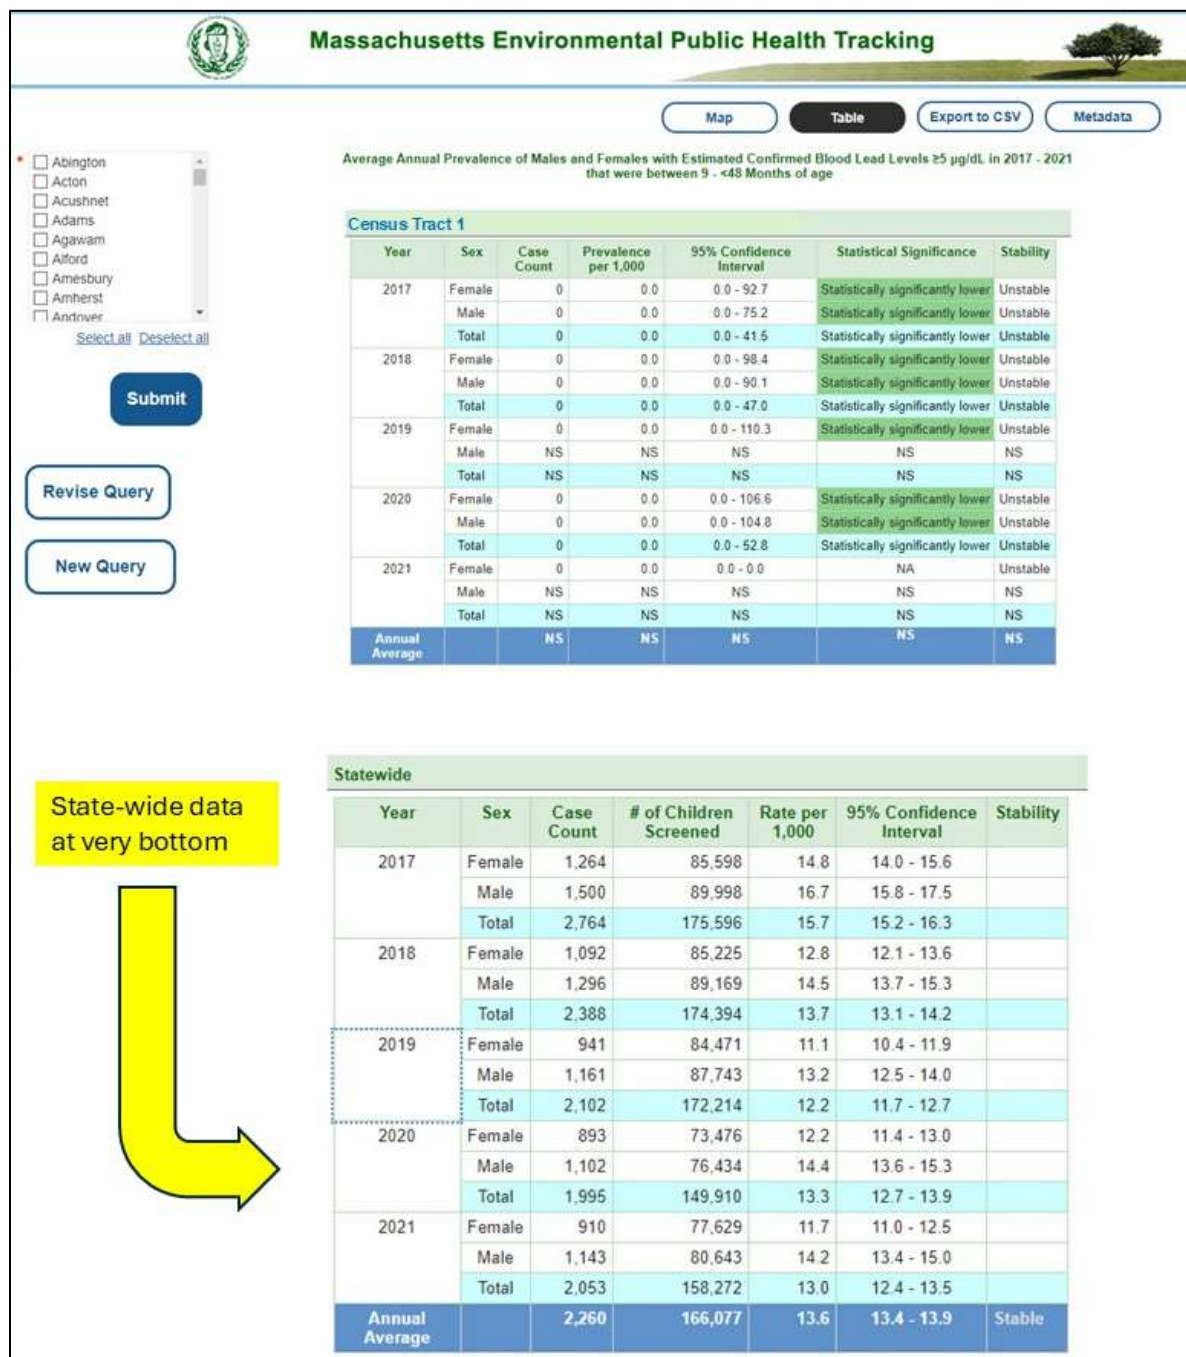 Massachusetts Environmental Public Health Tracking
Map Table Export to CSV Metadata
* Abington
Acton
Acushnet
Adams
Agawam
Alford
Amesbury
Amherst
Andover
Select all Deselect all
Submit
Revise Query
New Query
Average Annual Prevalence of Males and Females with Estimated Confirmed Blood Lead Levels ≥5 µg/dL in 2017 - 2021
that were between 9 - <48 Months of age
Census Tract 1
Year Sex Case Count Prevalence per 1,000 95% Confidence Interval Statistical Significance Stability
2017 Female 0 0.0 0.0 - 92.7 Statistically significantly lower Unstable
Male 0 0.0 0.0 - 75.2 Statistically significantly lower Unstable
Total 0 0.0 0.0 - 41.5 Statistically significantly lower Unstable
2018 Female 0 0.0 0.0 - 98.4 Statistically significantly lower Unstable
Male 0 0.0 0.0 - 90.1 Statistically significantly lower Unstable
Total 0 0.0 0.0 - 47.0 Statistically significantly lower Unstable
2019 Female 0 0.0 0.0 - 110.3 Statistically significantly lower Unstable
Male NS NS NS NS NS
Total NS NS NS NS NS
2020 Female 0 0.0 0.0 - 106.6 Statistically significantly lower Unstable
Male 0 0.0 0.0 - 104.8 Statistically significantly lower Unstable
Total 0 0.0 0.0 - 52.8 Statistically significantly lower Unstable
2021 Female 0 0.0 0.0 - 0.0 NA Unstable
Male NS NS NS NS NS
Total NS NS NS NS NS
Annual Average NS NS NS NS NS
State-wide data
at very bottom
Statewide
Year Sex Case Count # of Children Screened Rate per 1,000 95% Confidence Interval Stability
2017 Female 1,264 85,598 14.8 14.0 - 15.6
Male 1,500 89,998 16.7 15.8 - 17.5
Total 2,764 175,596 15.7 15.2 - 16.3
2018 Female 1,092 85,225 12.8 12.1 - 13.6
Male 1,296 89,169 14.5 13.7 - 15.3
Total 2,388 174,394 13.7 13.1 - 14.2
2019 Female 941 84,471 11.1 10.4 - 11.9
Male 1,161 87,743 13.2 12.5 - 14.0
Total 2,102 172,214 12.2 11.7 - 12.7
2020 Female 893 73,476 12.2 11.4 - 13.0
Male 1,102 76,434 14.4 13.6 - 15.3
Total 1,995 149,910 13.3 12.7 - 13.9
2021 Female 910 77,629 11.7 11.0 - 12.5
Male 1,143 80,643 14.2 13.4 - 15.0
Total 2,053 158,272 13.0 12.4 - 13.5
Annual Average 2,260 166,077 13.6 13.4 - 13.9 Stable